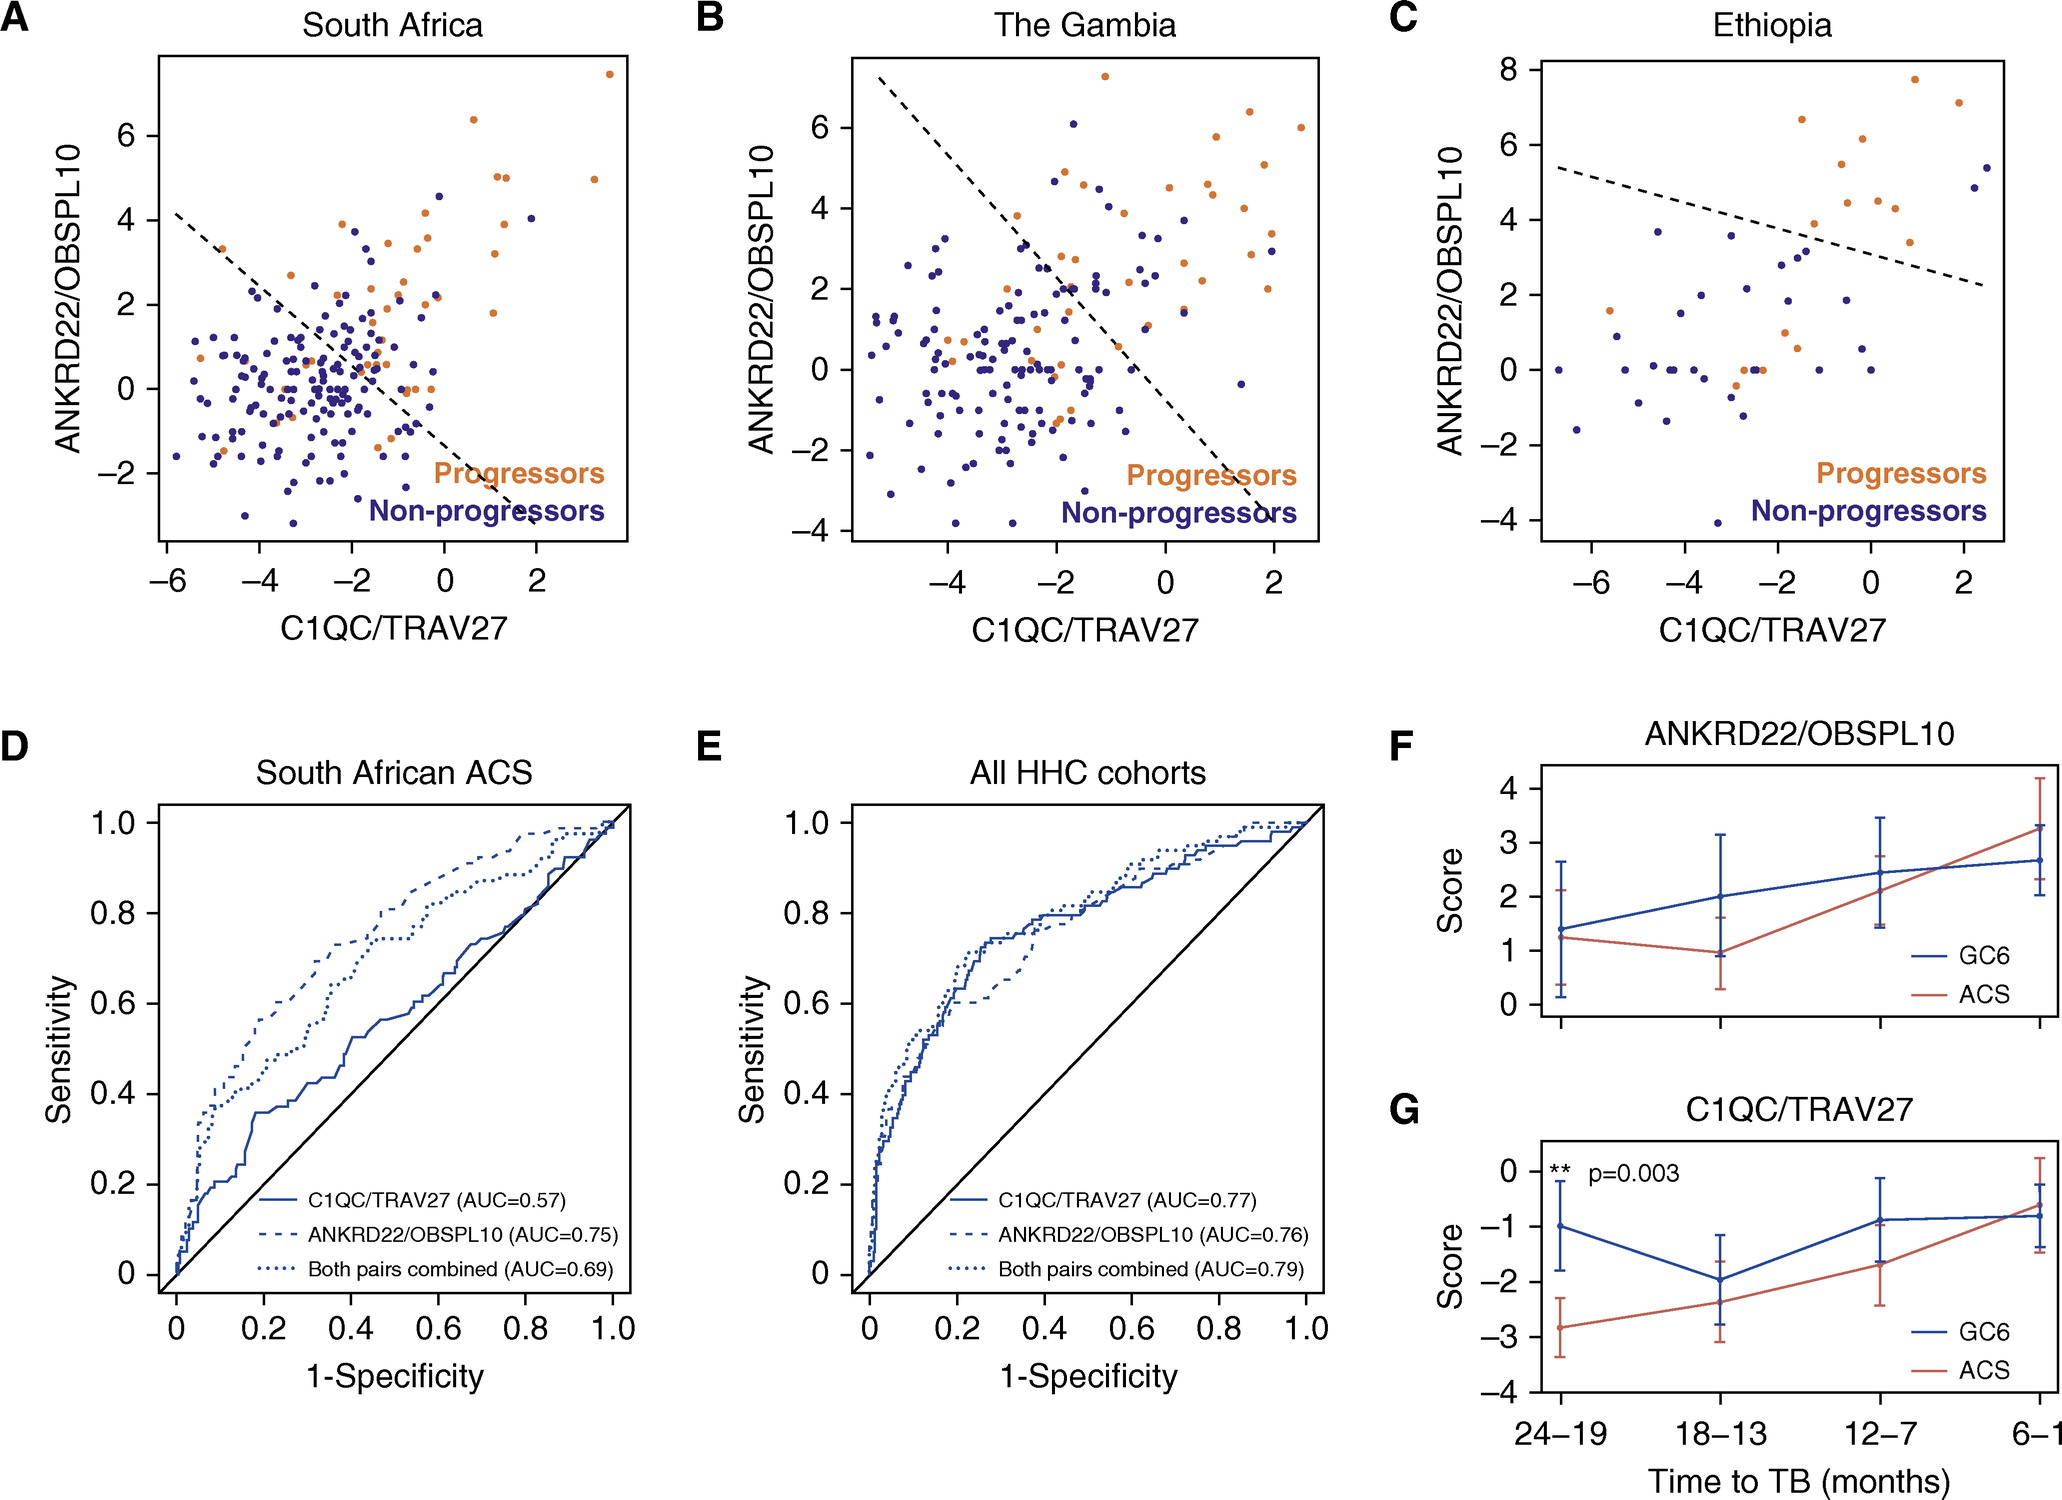 A
South Africa
ANKRD22/OBSPL10
6
4
2
0
–2
Progressors
Non-progressors
–6
–4
–2
0
2
C1QC/TRAV27
B
The Gambia
ANKRD22/OBSPL10
6
4
2
0
–2
–4
Progressors
Non-progressors
–4
–2
0
2
C1QC/TRAV27
C
Ethiopia
ANKRD22/OBSPL10
8
6
4
2
0
–2
–4
Progressors
Non-progressors
–6
–4
–2
0
2
C1QC/TRAV27
D
South African ACS
Sensitivity
1.0
0.8
0.6
0.4
0.2
0
C1QC/TRAV27 (AUC=0.57)
ANKRD22/OBSPL10 (AUC=0.75)
Both pairs combined (AUC=0.69)
0
0.2
0.4
0.6
0.8
1.0
1-Specificity
E
All HHC cohorts
Sensitivity
1.0
0.8
0.6
0.4
0.2
0
C1QC/TRAV27 (AUC=0.77)
ANKRD22/OBSPL10 (AUC=0.76)
Both pairs combined (AUC=0.79)
0
0.2
0.4
0.6
0.8
1.0
1-Specificity
F
ANKRD22/OBSPL10
Score
4
3
2
1
0
GC6
ACS
G
C1QC/TRAV27
Score
0
–1
–2
–3
–4
** p=0.003
GC6
ACS
24–19
18–13
12–7
6–1
Time to TB (months)